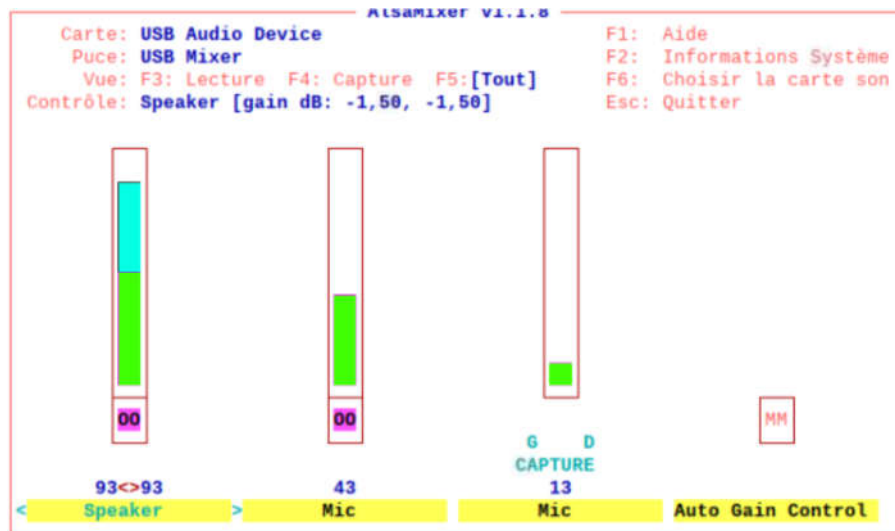 AlsaMixer v1.1.8
Carte: USB Audio Device F1: Aide
Puce: USB Mixer F2: Informations Système
Vue: F3: Lecture F4: Capture F5:[Tout] F6: Choisir la carte son
Contrôle: Speaker [gain dB: -1,50, -1,50] Esc: Quitter
OO OO MM
G D
CAPTURE
93<>93 43 13
< Speaker > Mic Mic Auto Gain Control